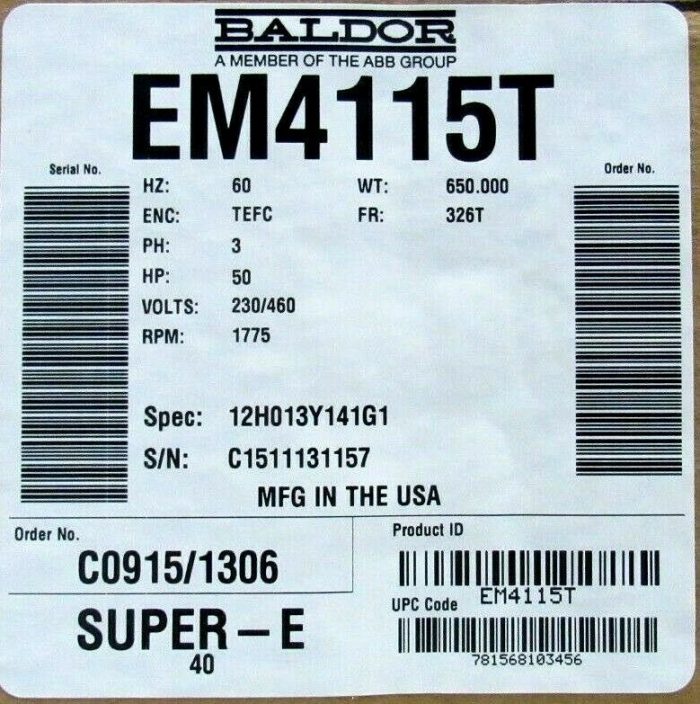 BALDOR
A MEMBER OF THE ABB GROUP
EM4115T
Serial No.
Order No.
HZ: 60 WT: 650.000
ENC: TEFC FR: 326T
PH: 3
HP: 50
VOLTS: 230/460
RPM: 1775
Spec: 12H013Y141G1
S/N: C1511131157
MFG IN THE USA
Order No.
C0915/1306
Product ID
EM4115T
SUPER-E
40
UPC Code
781568103456